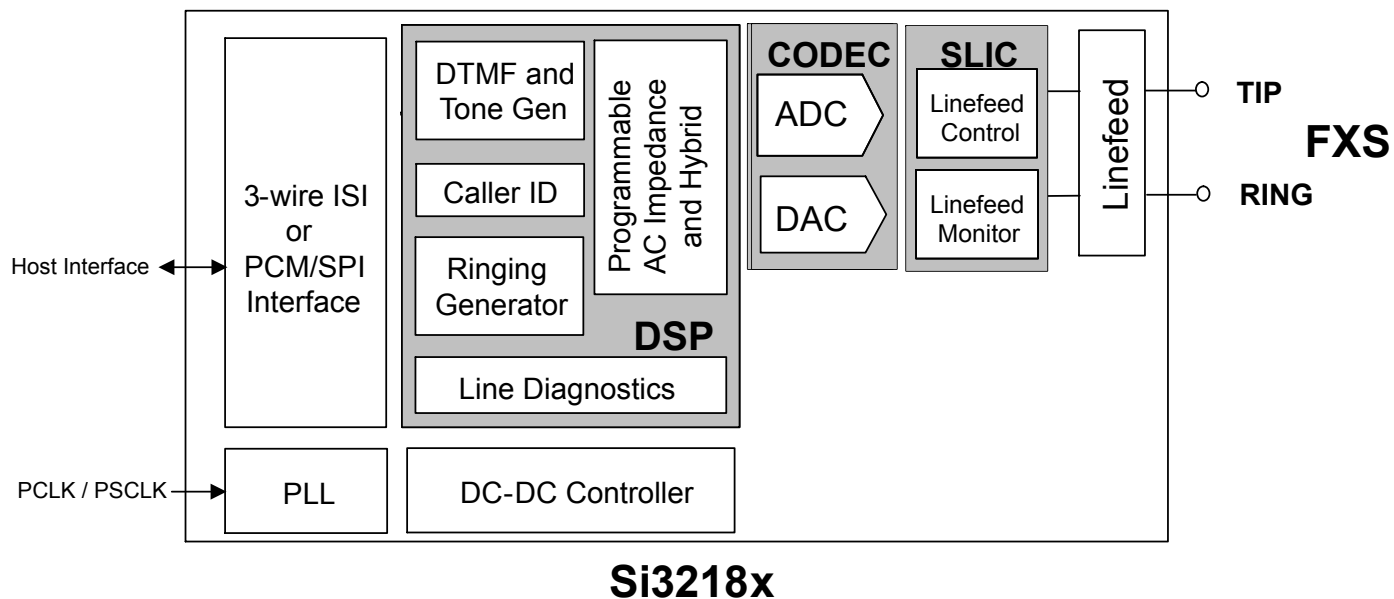 Host Interface
PCLK / PSCLK
3-wire ISI
or
PCM/SPI
Interface
PLL
DTMF and
Tone Gen
Caller ID
Ringing
Generator
Programmable
AC Impedance
and Hybrid
DSP
Line Diagnostics
DC-DC Controller
CODEC
ADC
DAC
SLIC
Linefeed
Control
Linefeed
Monitor
Linefeed
TIP
FXS
RING
Si3218x